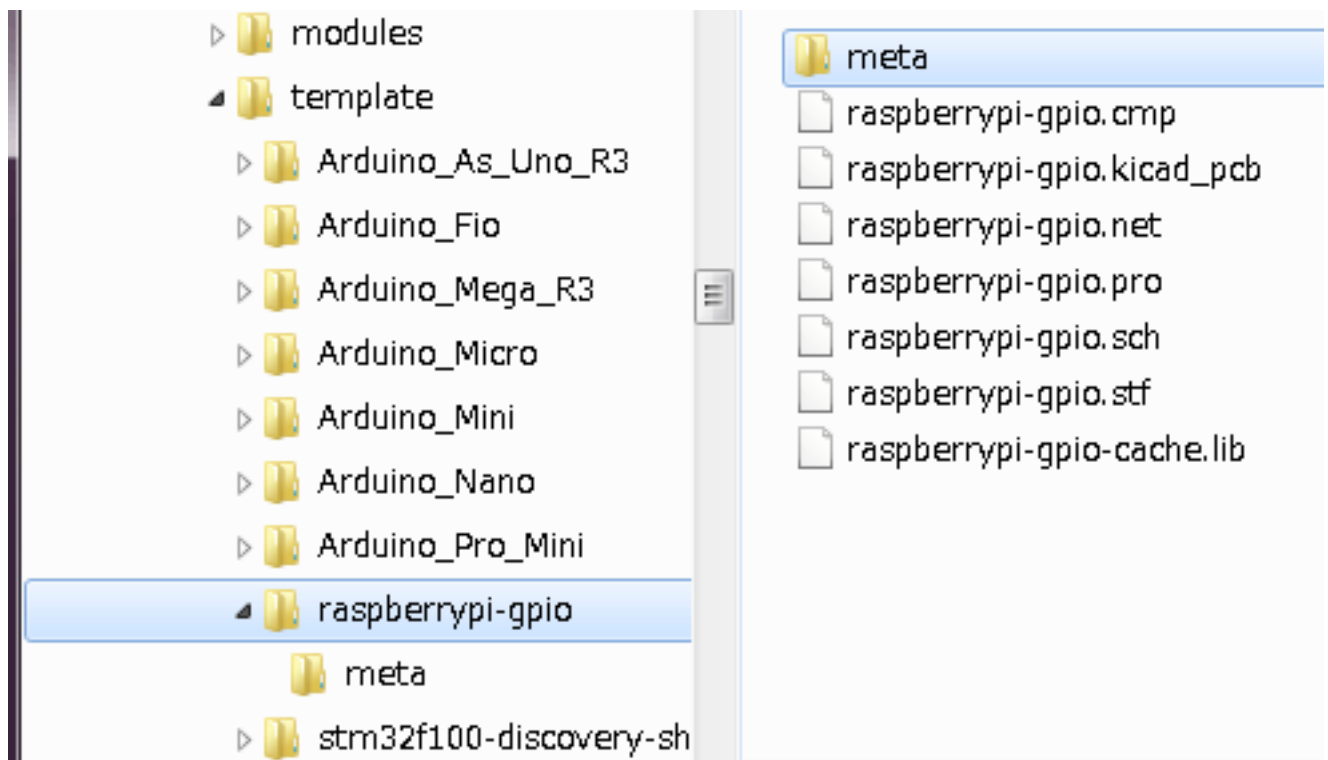 modules
template
Arduino_As_Uno_R3
Arduino_Fio
Arduino_Mega_R3
Arduino_Micro
Arduino_Mini
Arduino_Nano
Arduino_Pro_Mini
raspberrypi-gpio
meta
stm32f100-discovery-sh
meta
raspberrypi-gpio.cmp
raspberrypi-gpio.kicad_pcb
raspberrypi-gpio.net
raspberrypi-gpio.pro
raspberrypi-gpio.sch
raspberrypi-gpio.stf
raspberrypi-gpio-cache.lib